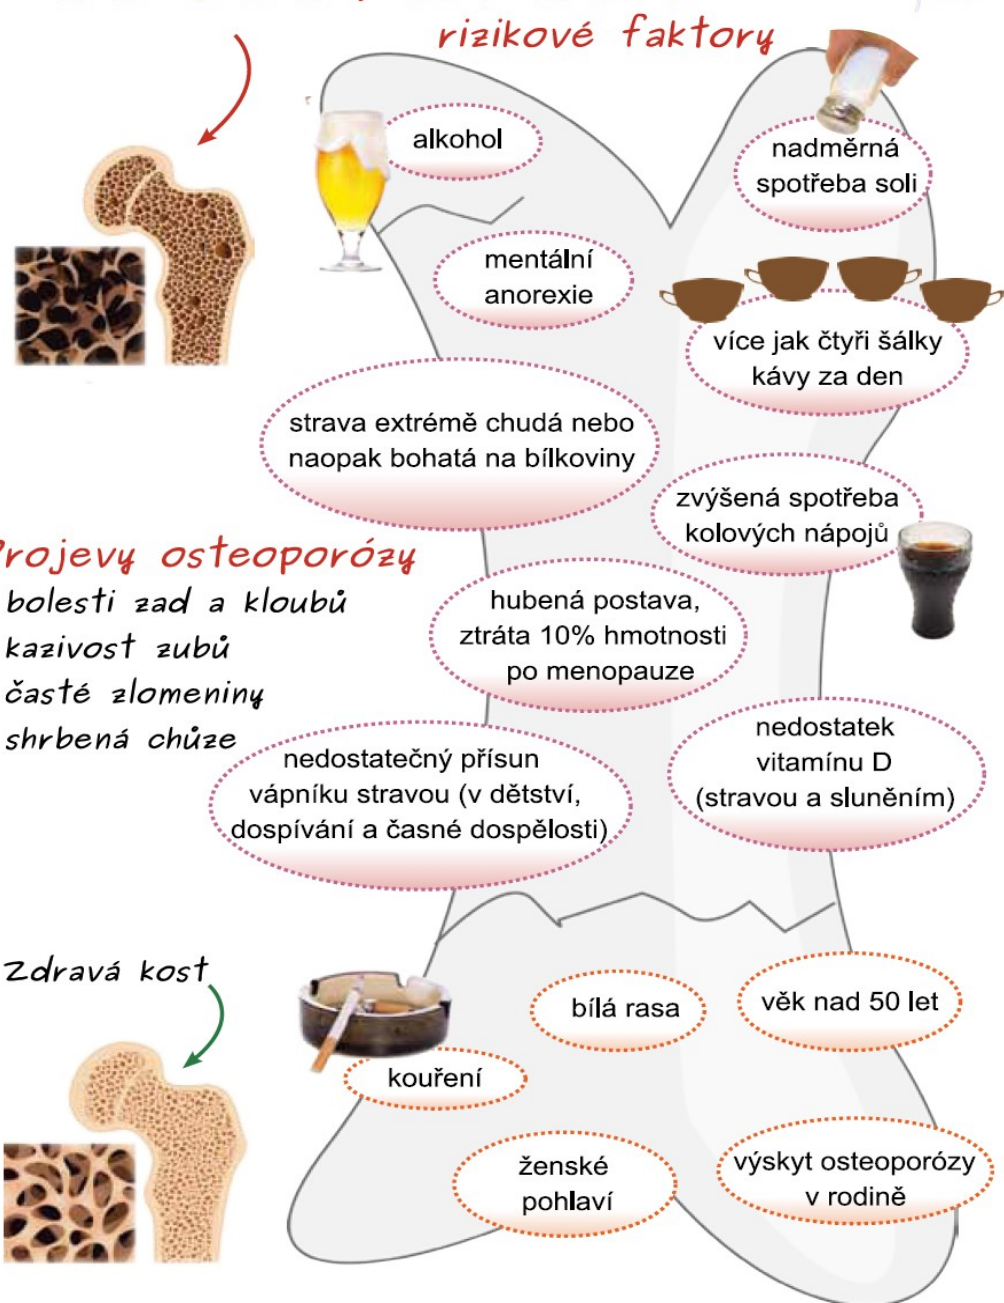 rizikové faktory
alkohol
nadměrná
spotřeba soli
mentální
anorexie
více jak čtyři šálky
kávy za den
strava extrémě chudá nebo
naopak bohatá na bílkoviny
zvýšená spotřeba
kolových nápojů
Projevy osteoporózy
bolesti zad a kloubů
kazivost zubů
časté zlomeniny
shrbená chůze
hubená postava,
ztráta 10% hmotnosti
po menopauze
nedostatečný přísun
vápníku stravou (v dětství,
dospívání a časné dospělosti)
nedostatek
vitamínu D
(stravou a sluněním)
Zdravá kost
bílá rasa
věk nad 50 let
kouření
ženské
pohlaví
výskyt osteoporózy
v rodině